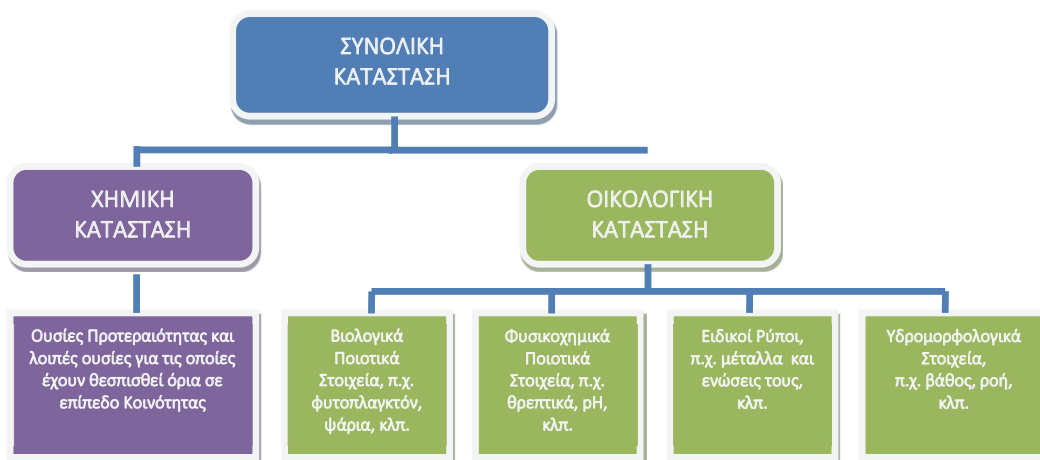 ΣΥΝΟΛΙΚΗ
ΚΑΤΑΣΤΑΣΗ
ΧΗΜΙΚΗ
ΚΑΤΑΣΤΑΣΗ
ΟΙΚΟΛΟΓΙΚΗ
ΚΑΤΑΣΤΑΣΗ
Ουσίες Προτεραιότητας και
λοιπές ουσίες για τις οποίες
έχουν θεσπισθεί όρια σε
επίπεδο Κοινότητας
Βιολογικά
Ποιοτικά
Στοιχεία, π.χ.
φυτοπλαγκτόν,
ψάρια, κλπ.
Φυσικοχημικά
Ποιοτικά
Στοιχεία, π.χ.
θρεπτικά, pH,
κλπ.
Ειδικοί Ρύποι,
π.χ. μέταλλα και
ενώσεις τους,
κλπ.
Υδρομορφολογικά
Στοιχεία,
π.χ. βάθος, ροή,
κλπ.